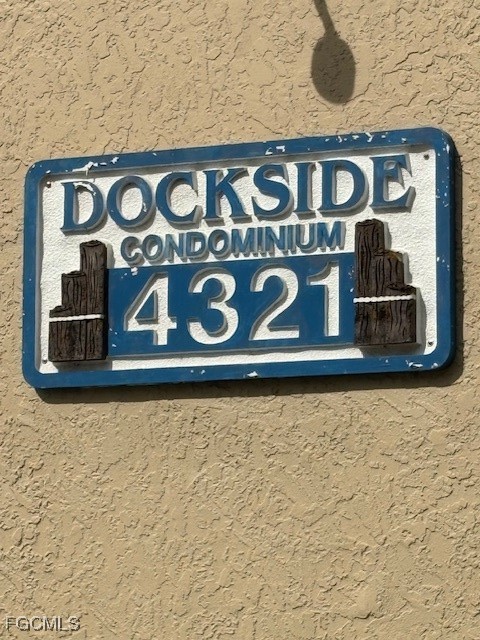 DOCKSIDE
CONDOMINIUM
4321
FGCMLS